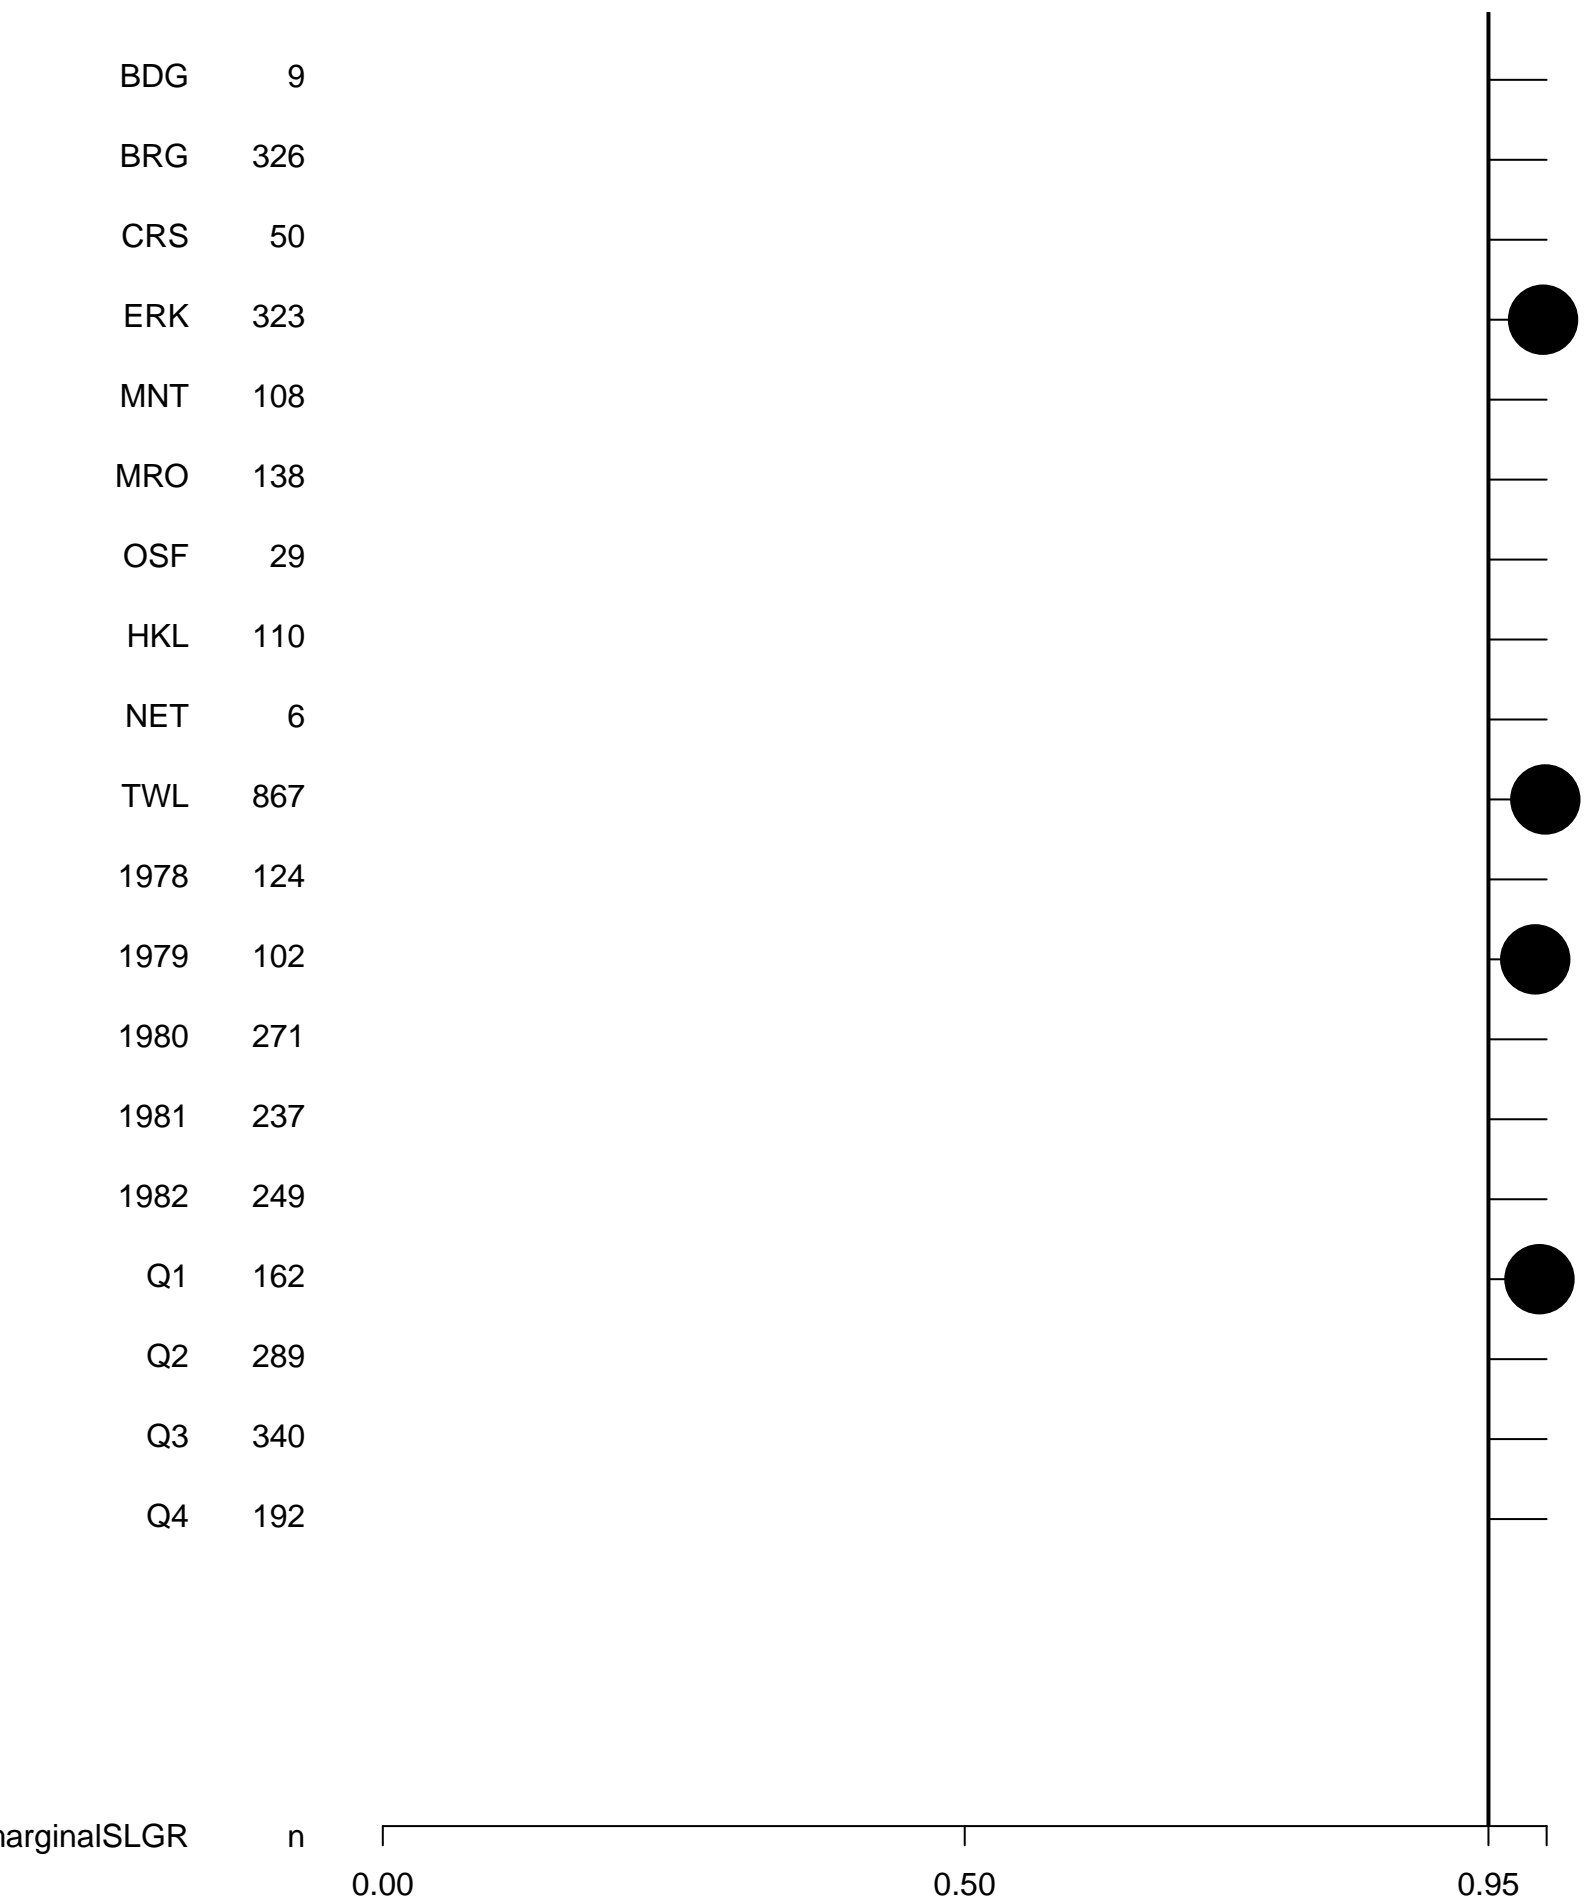 BDG 9
BRG 326
CRS 50
ERK 323
MNT 108
MRO 138
OSF 29
HKL 110
NET 6
TWL 867
1978 124
1979 102
1980 271
1981 237
1982 249
Q1 162
Q2 289
Q3 340
Q4 192
arginalSLGR n
0.00 0.50 0.95